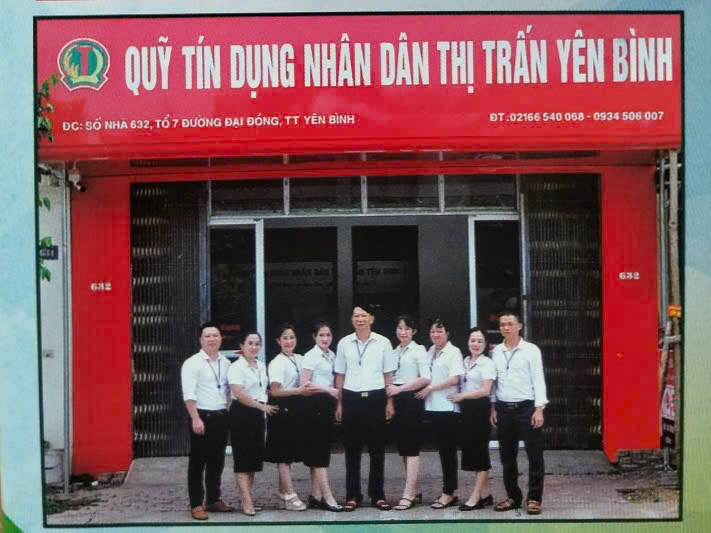 QUỸ TÍN DỤNG NHÂN DÂN THỊ TRẤN YÊN BÌNH
ĐC: SỐ NHA 632, TỔ 7 ĐƯỜNG ĐẠI ĐỒNG, TT YÊN BÌNH
ĐT:02166 540 068 - 0934 506 007
632
632